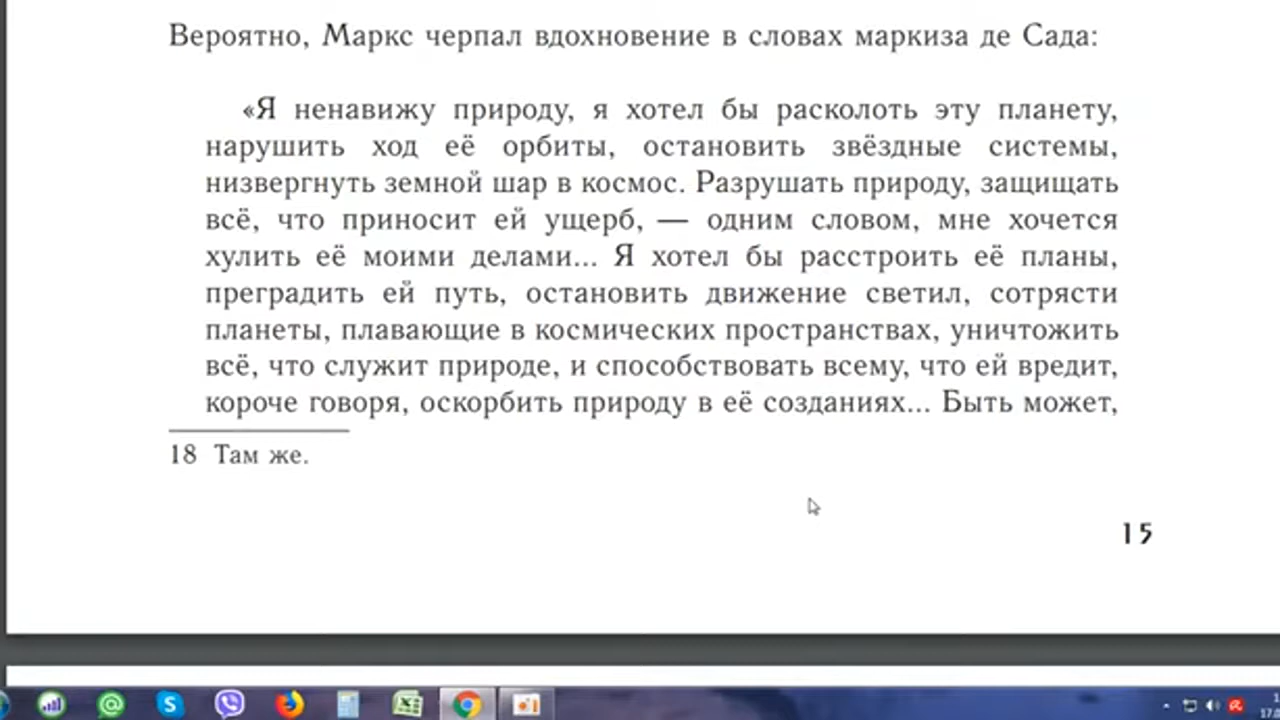 Вероятно, Маркс черпал вдохновение в словах маркиза де Сада:
«Я ненавижу природу, я хотел бы расколоть эту планету,
нарушить ход её орбиты, остановить звёздные системы,
низвергнуть земной шар в космос. Разрушать природу, защищать
всё, что приносит ей ущерб, — одним словом, мне хочется
хулить её моими делами... Я хотел бы расстроить её планы,
преградить ей путь, остановить движение светил, сотрясти
планеты, плавающие в космических пространствах, уничтожить
всё, что служит природе, и способствовать всему, что ей вредит,
короче говоря, оскорбить природу в её созданиях... Быть может,
18 Там же.
15